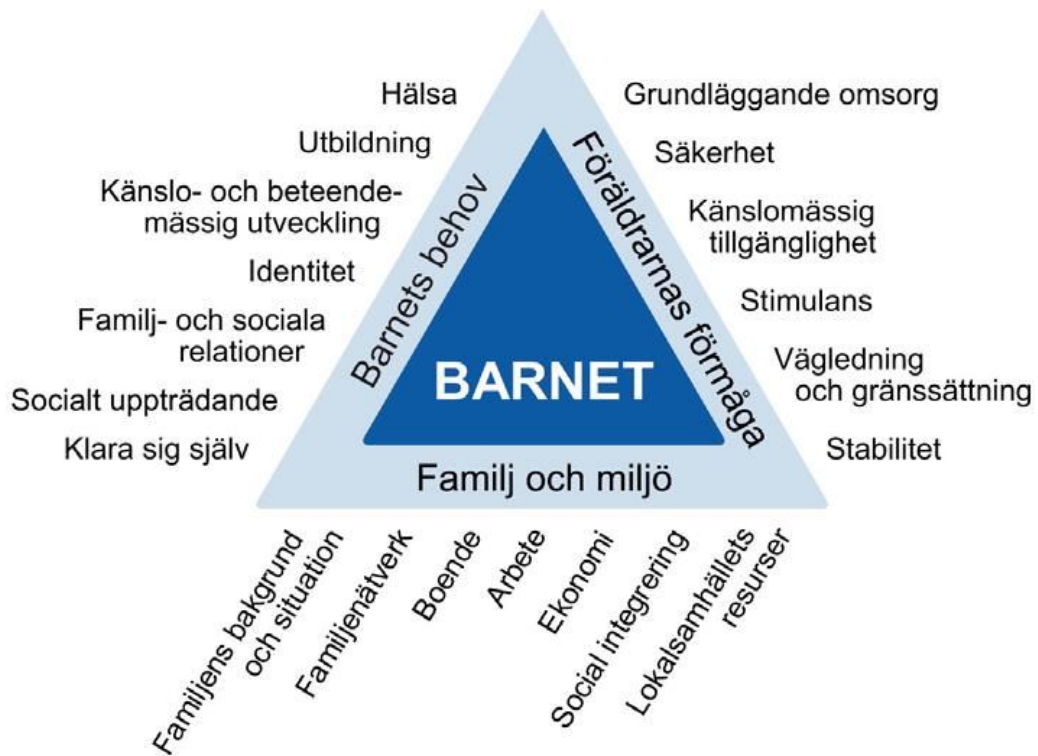 Hälsa
Utbildning
Känslo- och beteende-
mässig utveckling
Identitet
Familj- och sociala
relationer
Socialt uppträdande
Klara sig själv
Barnets behov
BARNET
Föräldrarnas förmåga
Grundläggande omsorg
Säkerhet
Känslomässig
tillgänglighet
Stimulans
Vägledning
och gränssättning
Stabilitet
Familj och miljö
Familjens bakgrund
och situation
Familjenätverk
Boende
Arbete
Ekonomi
Social integrering
Lokalsamhällets
resurser